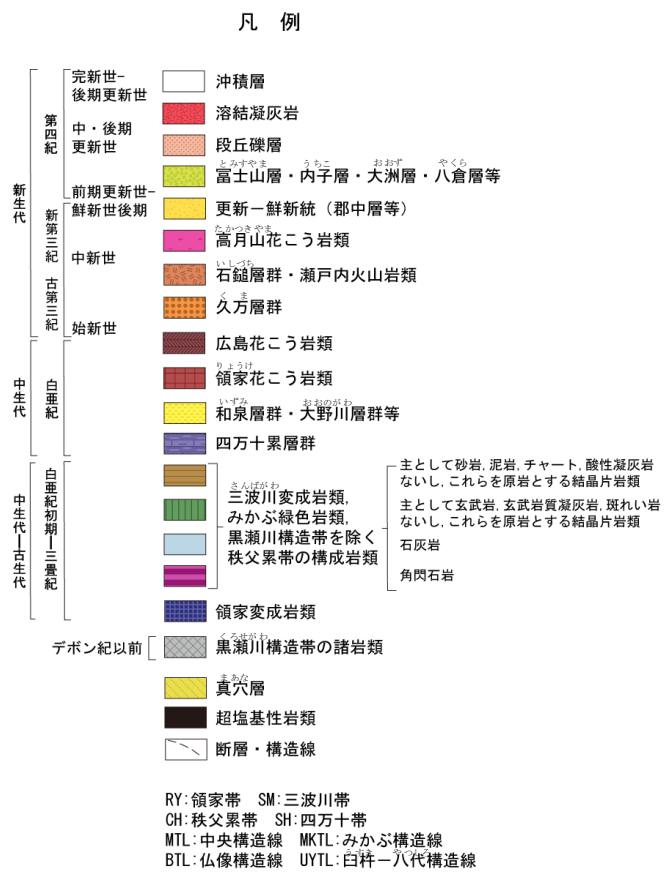 凡 例
新生代
第四紀
新第三紀
古第三紀
完新世−
後期更新世
中・後期
更新世
前期更新世−
鮮新世後期
中新世
始新世
沖積層
溶結凝灰岩
段丘礫層
とみすやま うちこ おおず やくら
富士山層・内子層・大洲層・八倉層等
更新−鮮新統（郡中層等）
たかつきやま
高月山花こう岩類
いしづち
石鎚層群・瀬戸内火山岩類
くま
久万層群
中生代
白亜紀
広島花こう岩類
りょうけ
領家花こう岩類
いずみ おおのがわ
和泉層群・大野川層群等
四万十累層群
中生代−古生代
白亜紀初期−三畳紀
さんばがわ
三波川変成岩類,
みかぶ緑色岩類,
黒瀬川構造帯を除く
秩父累帯の構成岩類
主として砂岩, 泥岩, チャート, 酸性凝灰岩
ないし, これらを原岩とする結晶片岩類
主として玄武岩, 玄武岩質凝灰岩, 斑れい岩
ないし, これらを原岩とする結晶片岩類
石灰岩
角閃石岩
領家変成岩類
デボン紀以前
くろせがわ
黒瀬川構造帯の諸岩類
まあな
真穴層
超塩基性岩類
断層・構造線
RY:領家帯 SM:三波川帯
CH:秩父累帯 SH:四万十帯
MTL:中央構造線 MKTL:みかぶ構造線
うすき やつしろ
BTL:仏像構造線 UYTL:臼杵−八代構造線